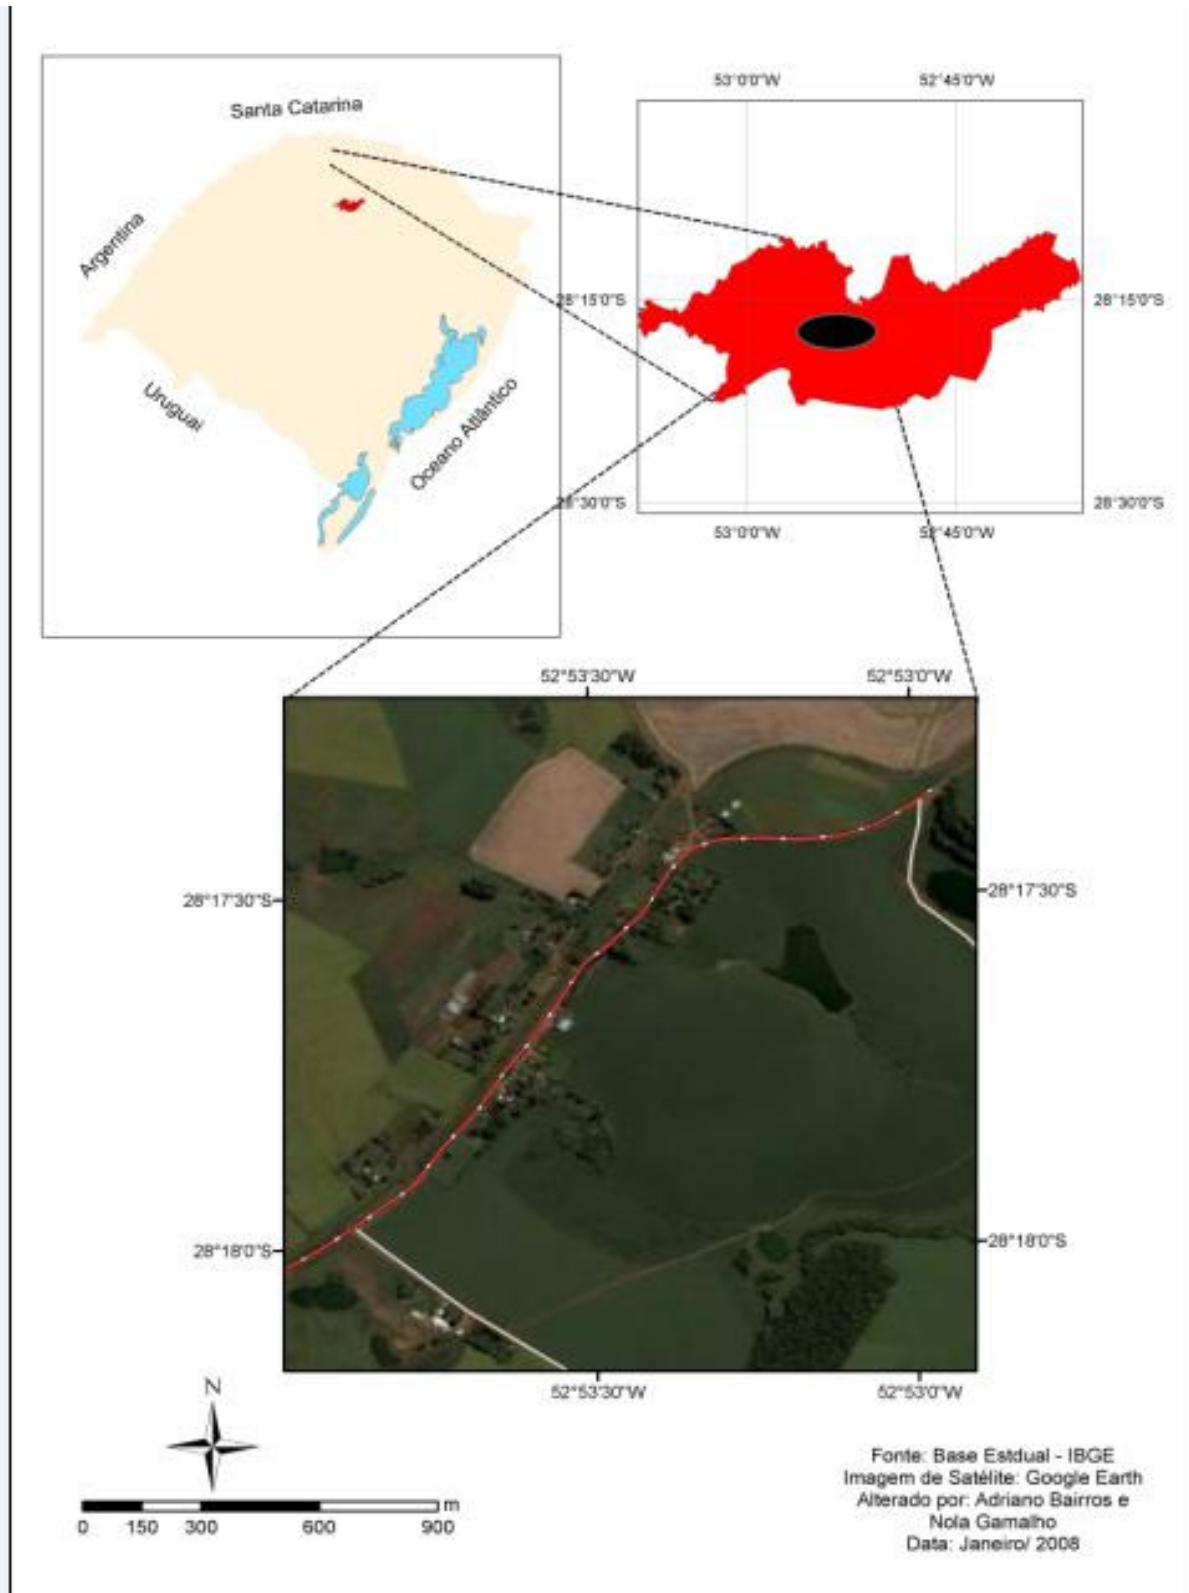 Santa Catarina
Argentina
Uruguai
Oceano Atlântico
53°0'0"W 52°45'0"W
28°15'0"S 28°15'0"S
28°30'0"S 28°30'0"S
53°0'0"W 52°45'0"W
52°53'30"W 52°53'0"W
28°17'30"S 28°17'30"S
28°18'0"S 28°18'0"S
52°53'30"W 52°53'0"W
N
m
0 150 300 600 900
Fonte: Base Estdual - IBGE
Imagem de Satélite: Google Earth
Alterado por: Adriano Bairros e
Nola Gamalho
Data: Janeiro/ 2008